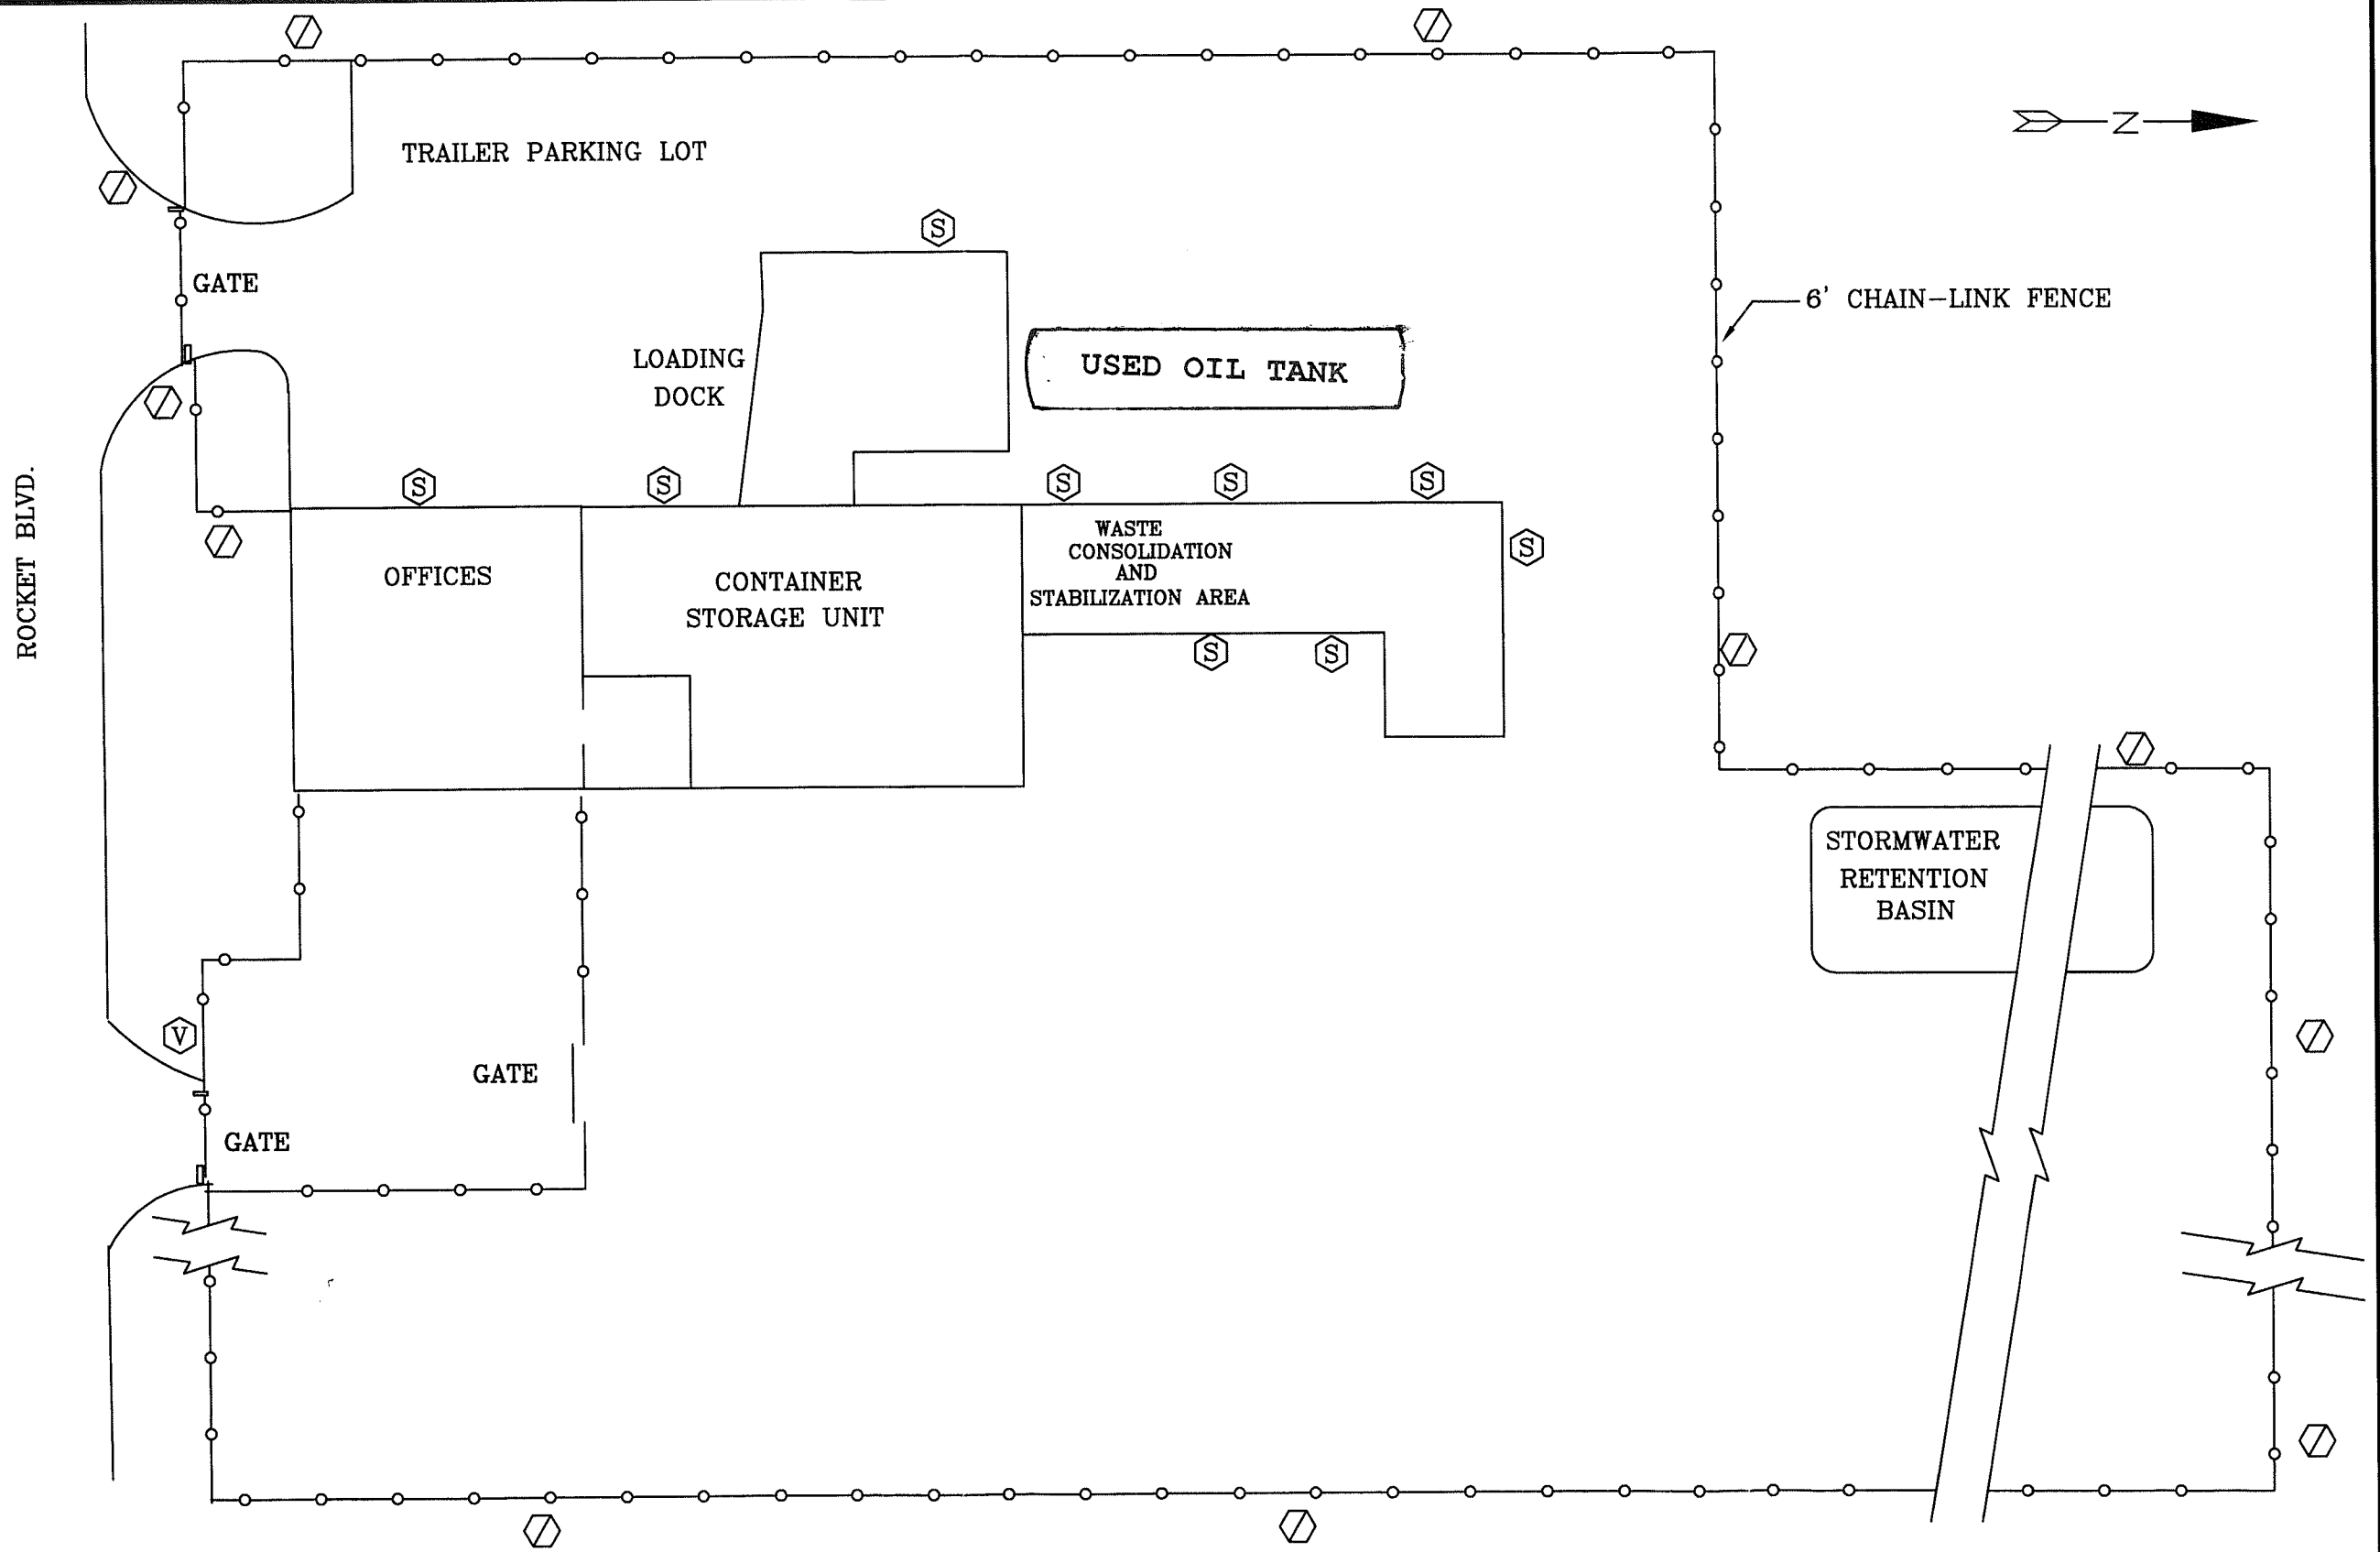 N
TRAILER PARKING LOT
S
GATE
6' CHAIN-LINK FENCE
LOADING
DOCK
USED OIL TANK
ROCKET BLVD.
S
S
S
S
S
WASTE
CONSOLIDATION
AND
STABILIZATION AREA
S
OFFICES
CONTAINER
STORAGE UNIT
S
S
STORMWATER
RETENTION
BASIN
V
GATE
GATE